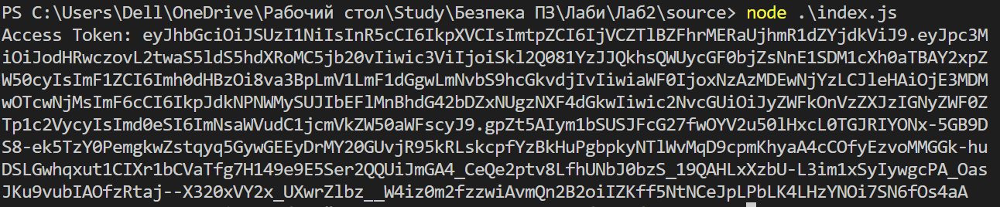 PS C:\Users\Dell\OneDrive\Рабочий стол\Study\Безпека ПЗ\Лаби\Лаб2\source> node .\index.js
Access Token: eyJhbGciOiJSUzI1NiIsInR5cCI6IkpXVCIsImtpZCI6IjVCZTlBZFhrMERaUjhmR1dZYjdkViJ9.eyJpc3M
iOiJodHRwczovL2twaS5ldS5hdXRoMC5jb20vIiwic3ViIjoiSkl2Q081YzJJQkhsQWUycGF0bjZsNnE1SDM1cXh0aTBAY2xpZ
W50cyIsImF1ZCI6Imh0dHBzOi8va3BpLmV1LmF1dGgwLmNvbS9hcGkvdjIvIiwiaWF0IjoxNzAzMDEwNjYzLCJleHAiOjE3MDM
wOTcwNjMsImF6cCI6IkpJdkNPNWMySUJIbEFlMnBhdG42bDZxNUgzNXF4dGkwIiwic2NvcGUiOiJyZWFkOnVzZXJzIGNyZWF0Z
Tp1c2VycyIsImd0eSI6ImNsaWVudC1jcmVkZW50aWFscyJ9.gpZt5AIym1bSUSJFcG27fwOYV2u50lHxcL0TGJRIYONx-5GB9D
S8-ek5TzY0PemgkwZstqyq5GywGEEyDrMY20GUvjR95kRLskcpfYzBkHuPgbpkyNTlWvMqD9cpmKhyaA4cCOfyEzvoMMGGk-hu
DSLGwhqxut1CIXr1bCVaTfg7H149e9E5Ser2QQUiJmGA4_CeQe2ptv8LfhUNbJ0bzS_19QAHLxXzbU-L3im1xSyIywgcPA_Oas
JKu9vubIAOfzRtaj--X320xVY2x_UXwrZlbz__W4iz0m2fzzwiAvmQn2B2oiIZKff5NtNCeJpLPbLK4LHzYNOi7SN6fOs4aA